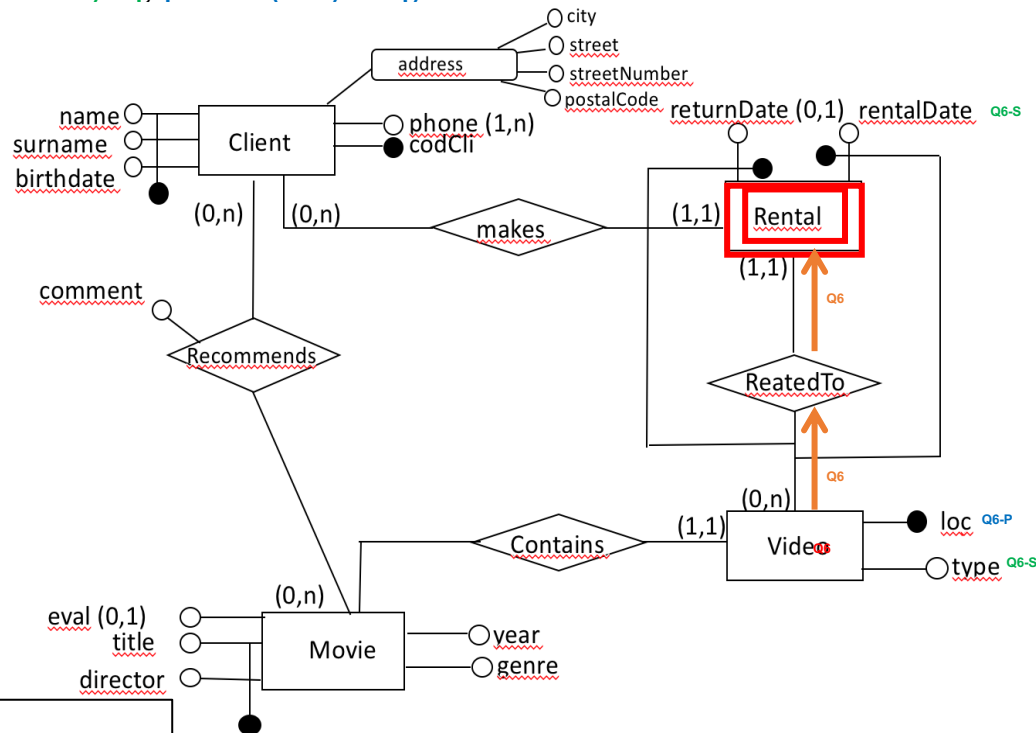 city
street
address
streetNumber
postalCode
name
phone (1,n)
returnDate (0,1) rentalDate Q6-S
Client
codCli
surname
birthdate
(0,n) (0,n)
makes
(1,1)
Rental
(1,1)
comment
Q6
Recommends
ReatedTo
Q6
(0,n)
Contains
(1,1)
Video
Q6
loc Q6-P
type Q6-S
(0,n)
eval (0,1)
title
Movie
year
genre
director